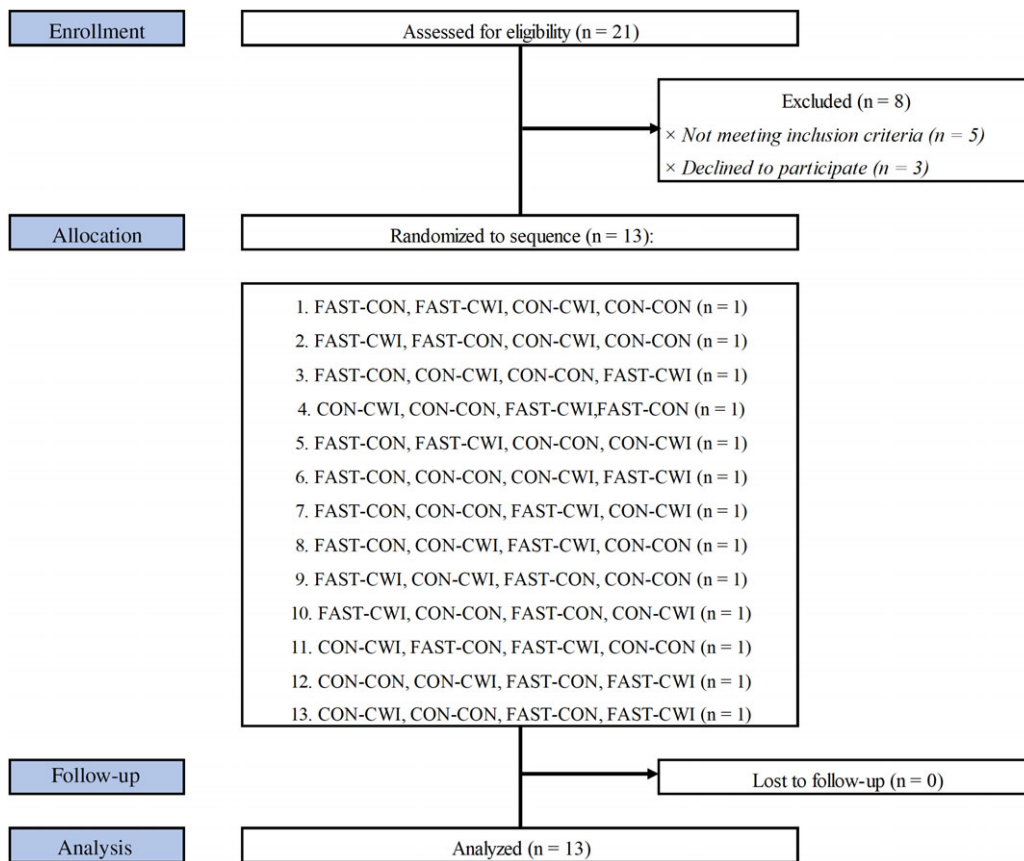 Enrollment
Assessed for eligibility (n = 21)
Excluded (n = 8)
× Not meeting inclusion criteria (n = 5)
× Declined to participate (n = 3)
Allocation
Randomized to sequence (n = 13):
1. FAST-CON, FAST-CWI, CON-CWI, CON-CON (n = 1)
2. FAST-CWI, FAST-CON, CON-CWI, CON-CON (n = 1)
3. FAST-CON, CON-CWI, CON-CON, FAST-CWI (n = 1)
4. CON-CWI, CON-CON, FAST-CWI,FAST-CON (n = 1)
5. FAST-CON, FAST-CWI, CON-CON, CON-CWI (n = 1)
6. FAST-CON, CON-CON, CON-CWI, FAST-CWI (n = 1)
7. FAST-CON, CON-CON, FAST-CWI, CON-CWI (n = 1)
8. FAST-CON, CON-CWI, FAST-CWI, CON-CON (n = 1)
9. FAST-CWI, CON-CWI, FAST-CON, CON-CON (n = 1)
10. FAST-CWI, CON-CON, FAST-CON, CON-CWI (n = 1)
11. CON-CWI, FAST-CON, FAST-CWI, CON-CON (n = 1)
12. CON-CON, CON-CWI, FAST-CON, FAST-CWI (n = 1)
13. CON-CWI, CON-CON, FAST-CON, FAST-CWI (n = 1)
Follow-up
Lost to follow-up (n = 0)
Analysis
Analyzed (n = 13)